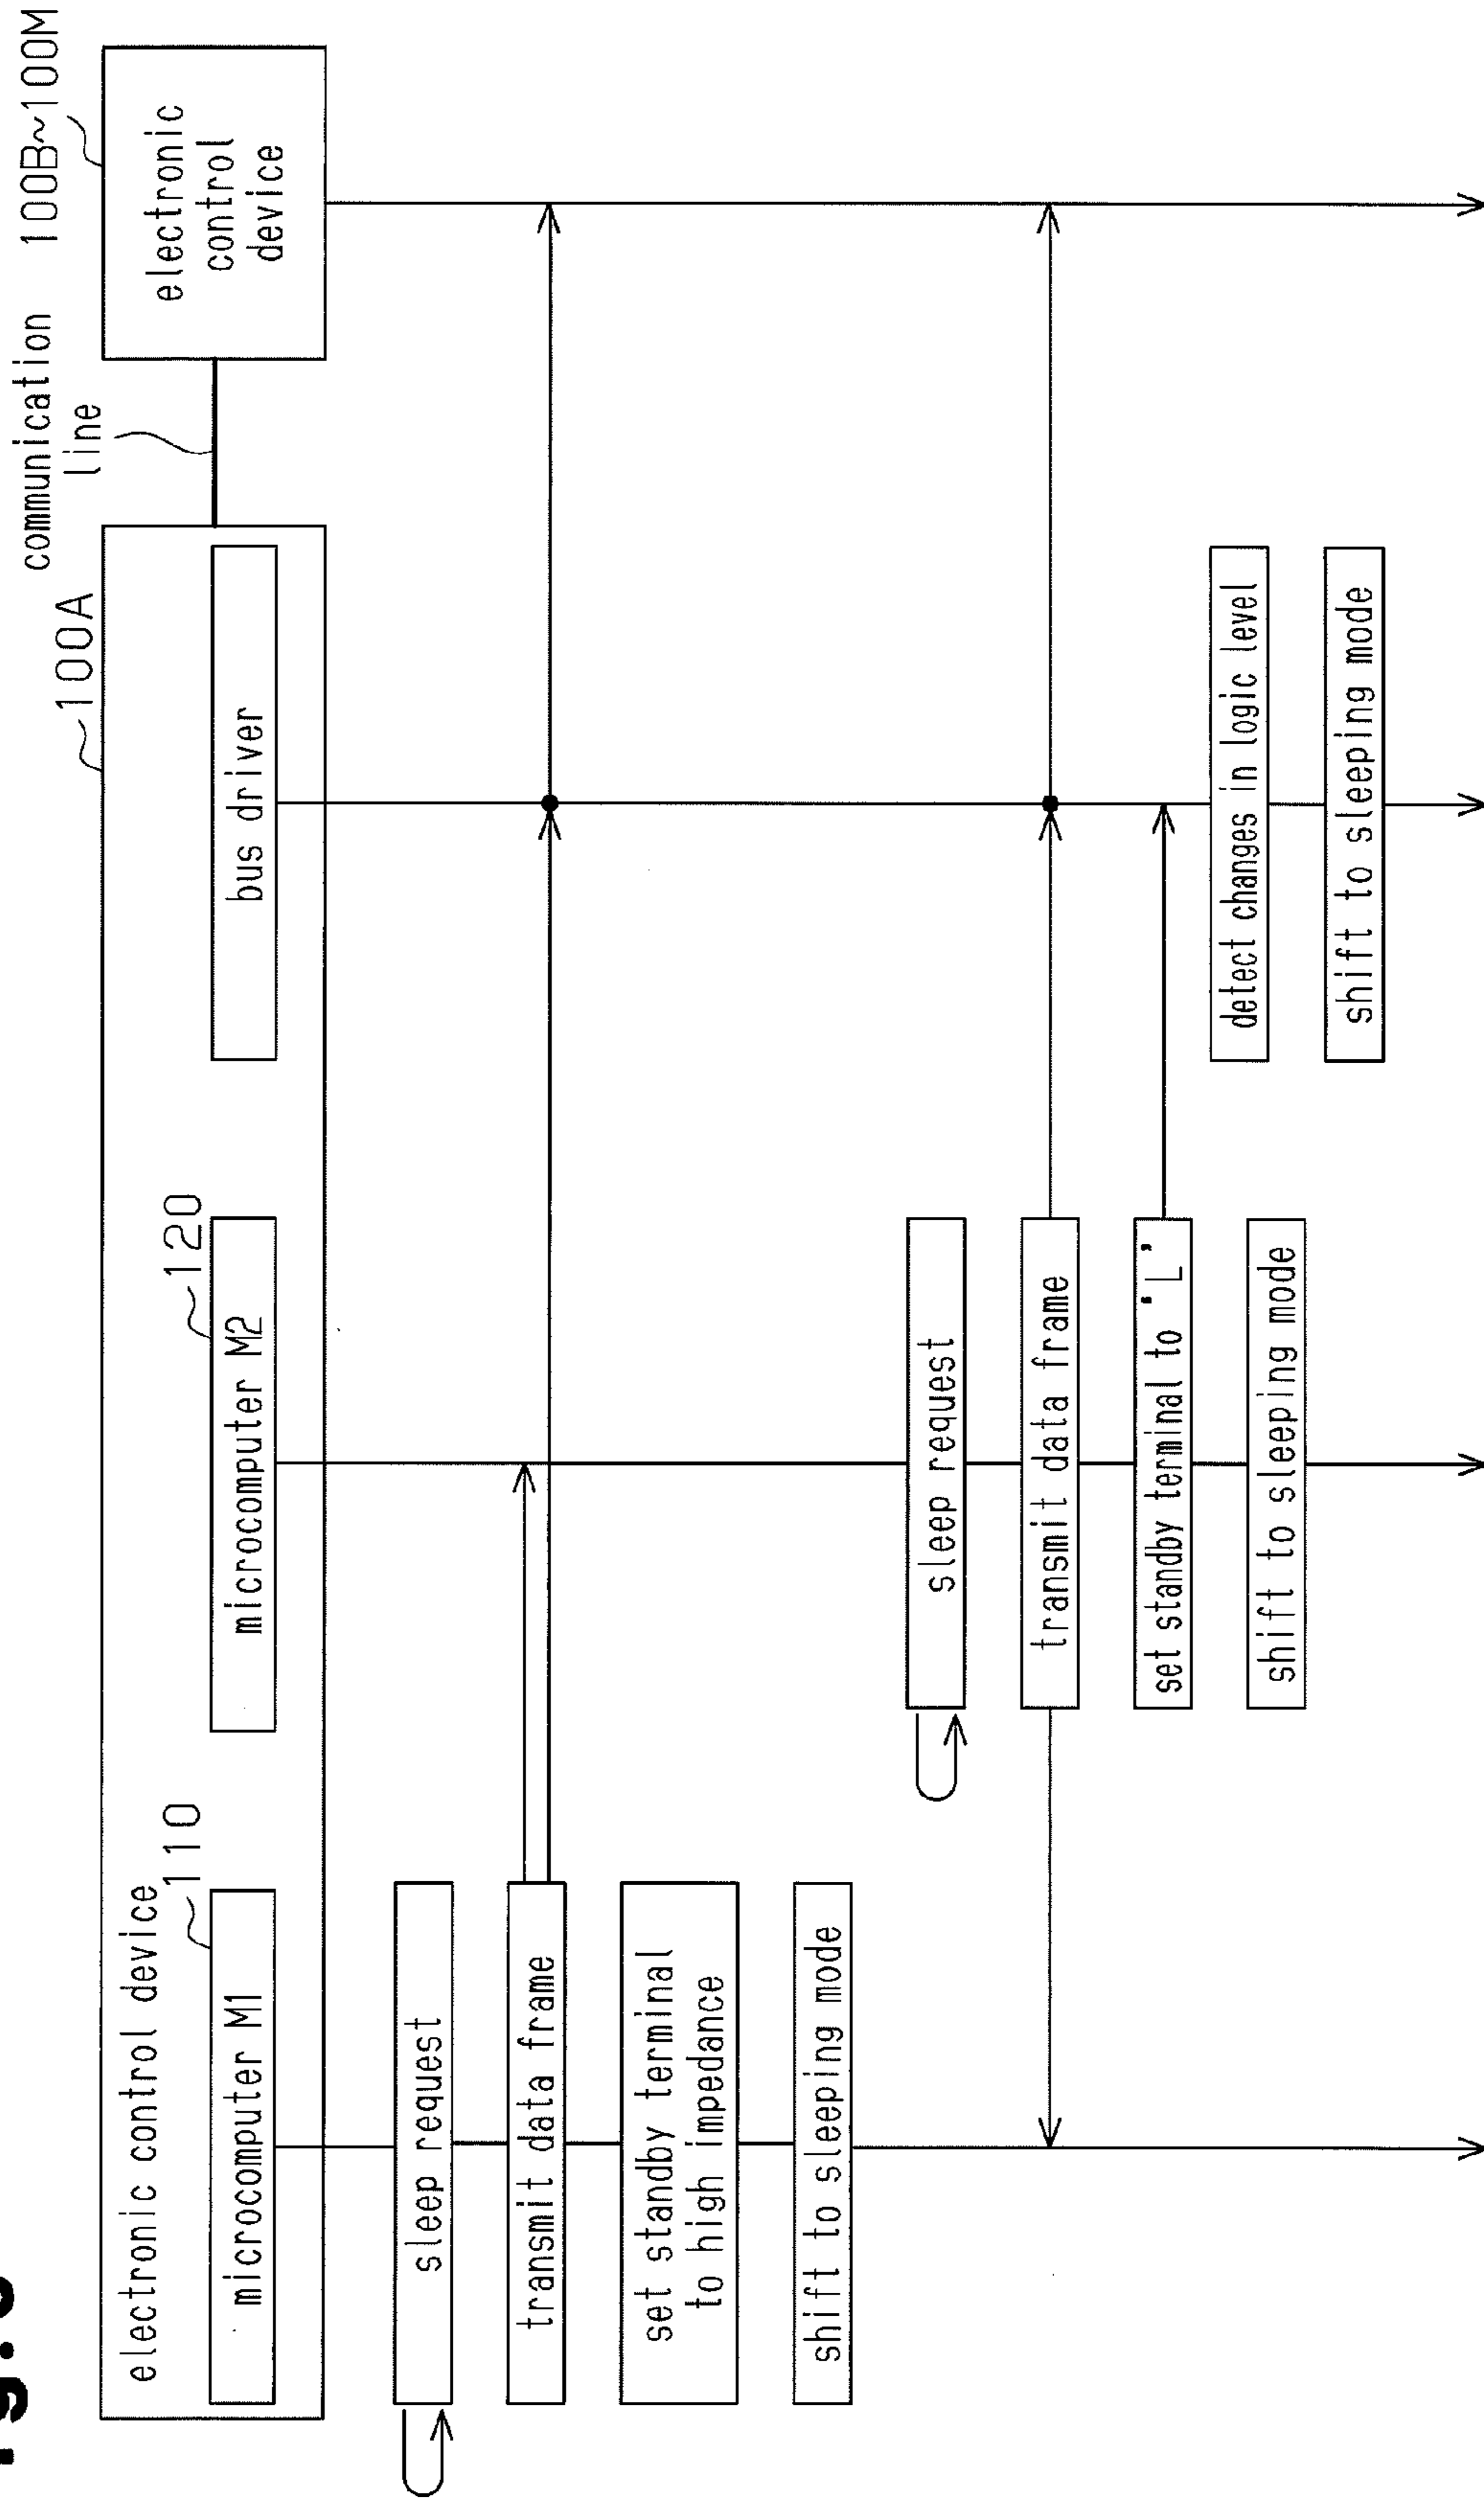 electronic control device
100A
communication
line
100B~100M
microcomputer M1
110
microcomputer M2
120
bus driver
electronic
control
device
sleep request
transmit data frame
set standby terminal
to high impedance
shift to sleeping mode
sleep request
transmit data frame
set standby terminal to 'L'
shift to sleeping mode
detect changes in logic level
shift to sleeping mode